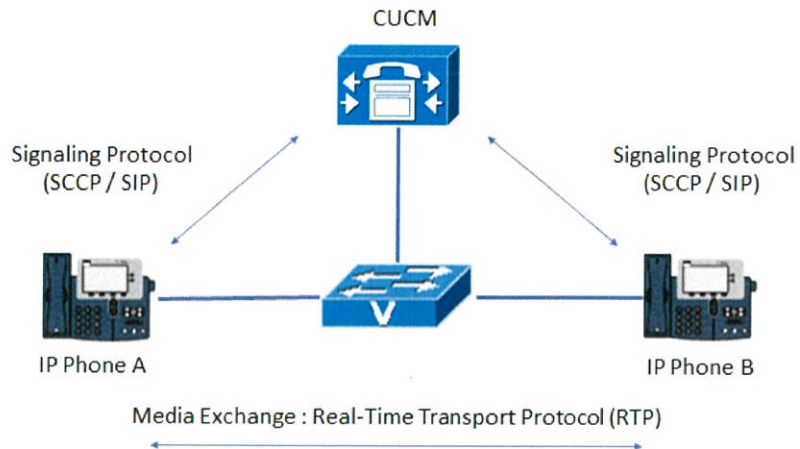 CUCM
Signaling Protocol
(SCCP / SIP)
Signaling Protocol
(SCCP / SIP)
V
IP Phone A
IP Phone B
Media Exchange : Real-Time Transport Protocol (RTP)